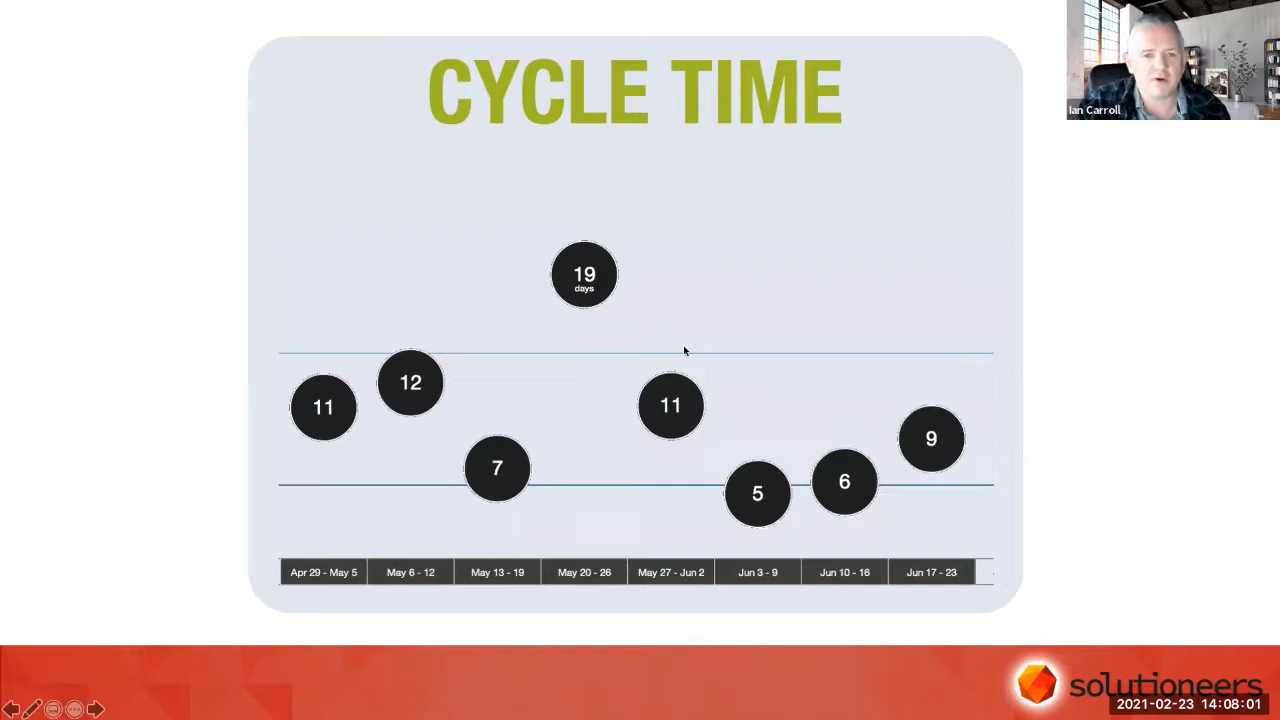 CYCLE TIME
Ian Carroll
19
days
12
11
11
9
7
6
5
Apr 29 - May 5
May 6 - 12
May 13 - 19
May 20 - 26
May 27 - Jun 2
Jun 3 - 9
Jun 10 - 16
Jun 17 - 23
solutioneers
2021-02-23 14:08:01